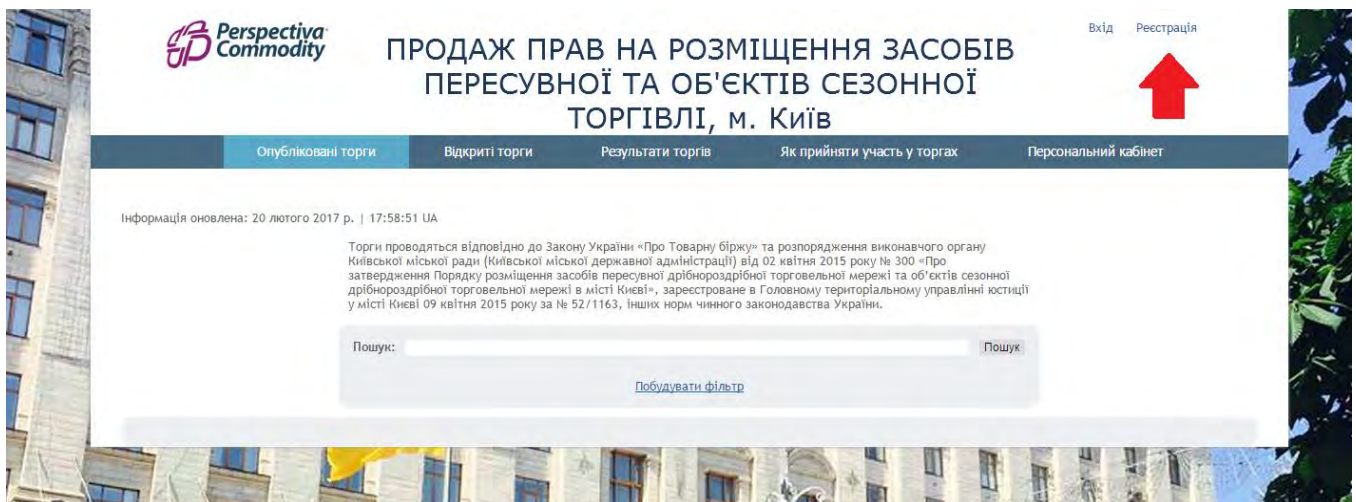 Perspectiva
Commodity
Вхід Реєстрація
ПРОДАЖ ПРАВ НА РОЗМІЩЕННЯ ЗАСОБІВ
ПЕРЕСУВНОЇ ТА ОБ'ЄКТІВ СЕЗОННОЇ
ТОРГІВЛІ, м. Київ
Опубліковані торги Відкриті торги Результати торгів Як прийняти участь у торгах Персональний кабінет
Інформація оновлена: 20 лютого 2017 р. | 17:58:51 UA
Торги проводяться відповідно до Закону України «Про Товарну біржу» та розпорядження виконавчого органу
Київської міської ради (Київської міської державної адміністрації) від 02 квітня 2015 року № 300 «Про
затвердження Порядку розміщення засобів пересувної дрібнороздрібної торговельної мережі та об’єктів сезонної
дрібнороздрібної торговельної мережі в місті Києві», зареєстроване в Головному територіальному управлінні юстиції
у місті Києві 09 квітня 2015 року за № 52/1163, інших норм чинного законодавства України.
Пошук: Пошук
Побудувати фільтр